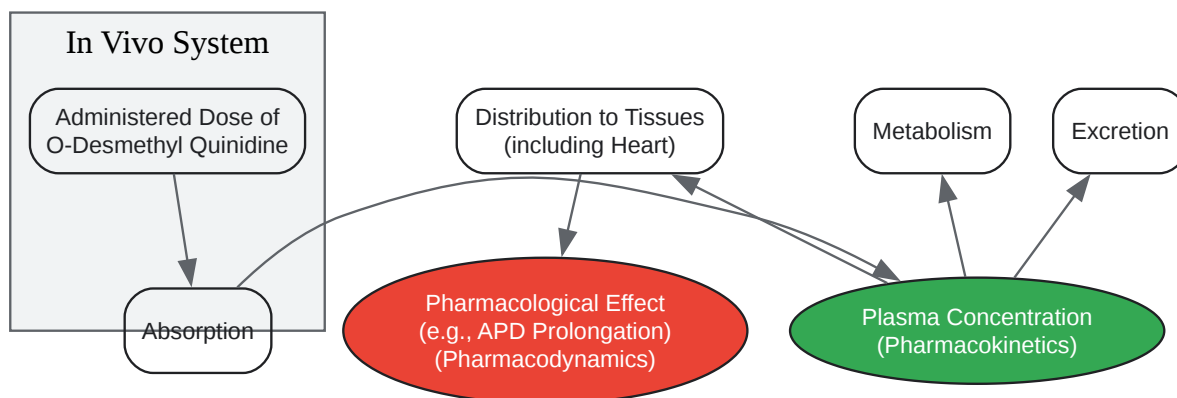 In Vivo System
Administered Dose of
O-Desmethyl Quinidine
Distribution to Tissues
(including Heart)
Metabolism
Excretion
Absorption
Pharmacological Effect
(e.g., APD Prolongation)
(Pharmacodynamics)
Plasma Concentration
(Pharmacokinetics)